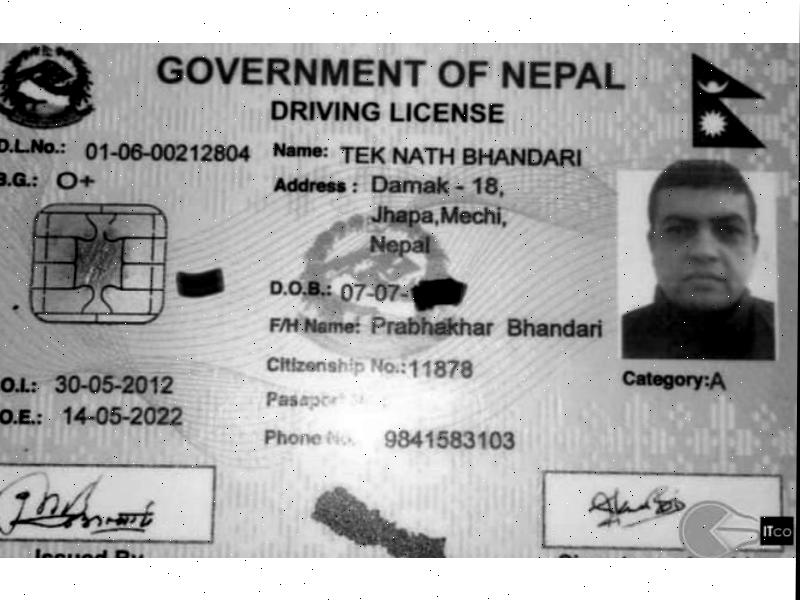 GOVERNMENT OF NEPAL
DRIVING LICENSE
D.L.No.: 01-06-00212804
Name: TEK NATH BHANDARI
B.G.: O+
Address : Damak - 18,
Jhapa,Mechi,
Nepal
D.O.B.: 07-07-
F/H Name: Prabhakhar Bhandari
Citizenship No.:11878
Category:A
.O.I.: 30-05-2012
Passport
.O.E.: 14-05-2022
Phone No. 9841583103
Issued By
ITco